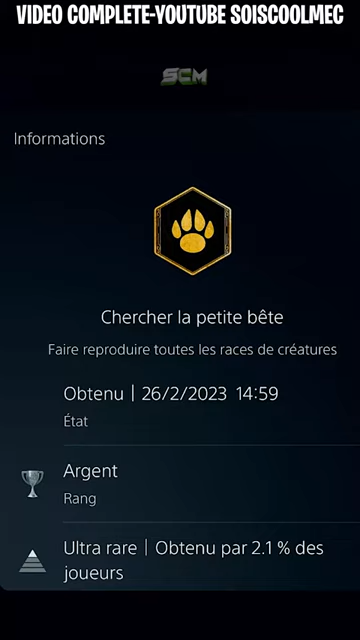 VIDEO COMPLETE-YOUTUBE SOISCOOLMEC
SCM
Informations
Chercher la petite bête
Faire reproduire toutes les races de créatures
Obtenu | 26/2/2023 14:59
État
Argent
Rang
Ultra rare | Obtenu par 2.1 % des
joueurs